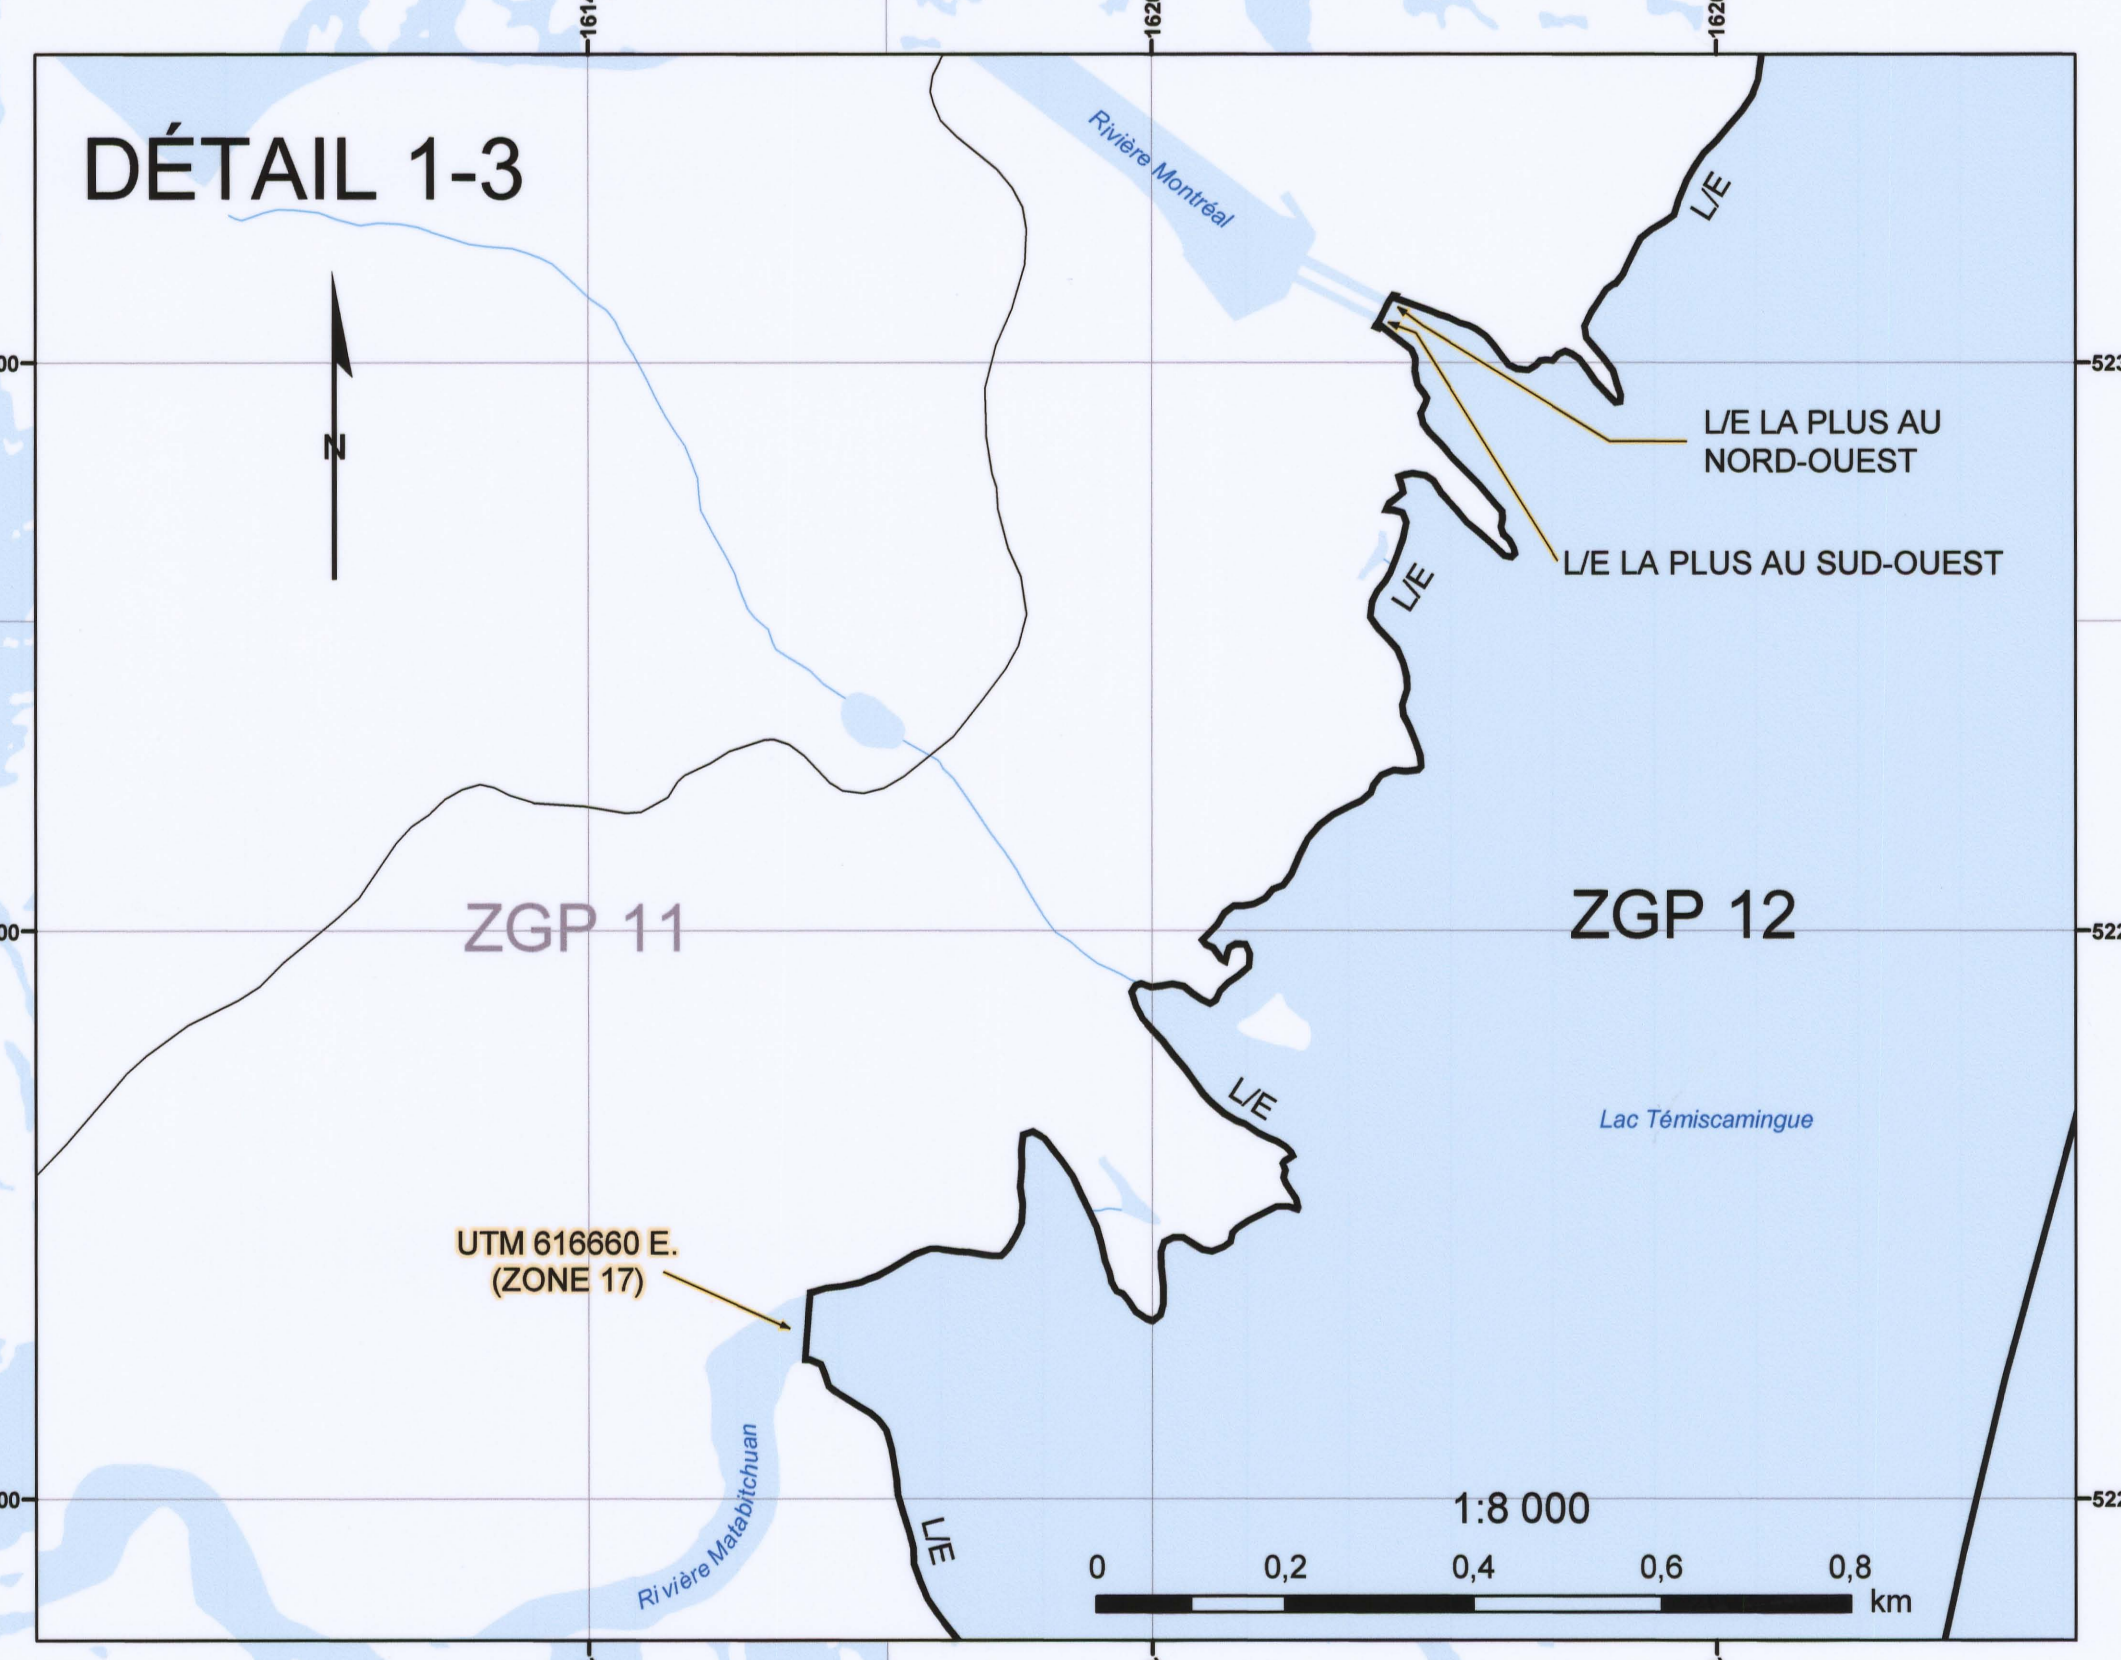 DÉTAIL 1-3
Rivière Montréal
L/E
N
L/E LA PLUS AU
NORD-OUEST
L/E LA PLUS AU SUD-OUEST
L/E
ZGP 11
ZGP 12
L/E
Lac Témiscamingue
UTM 616660 E.
(ZONE 17)
Rivière Matabitchuan
L/E
1:8 000
0 0,2 0,4 0,6 0,8
km